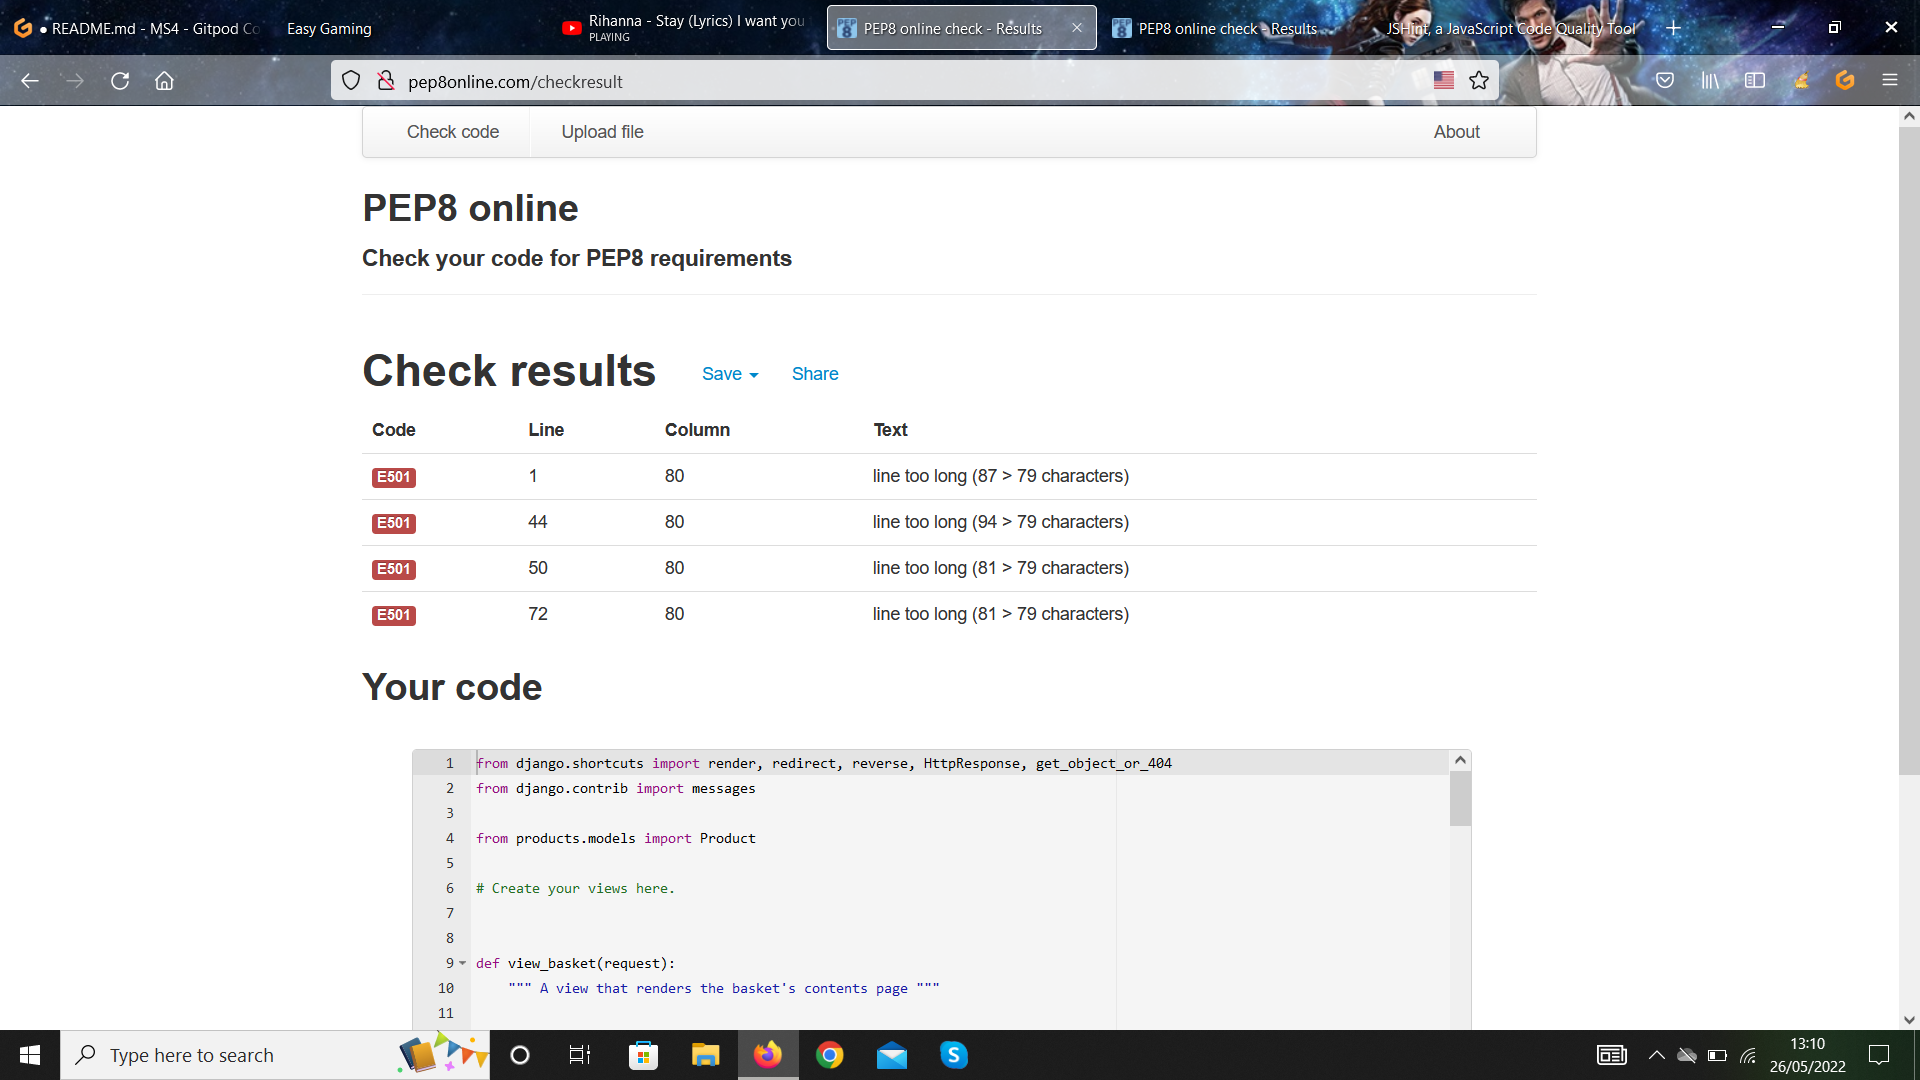 README.md - MS4 - Gitpod Co
Easy Gaming
Rihanna - Stay (Lyrics) I want you
PLAYING
PEP8 online check - Results
PEP8 online check - Results
JSHint, a JavaScript Code Quality Tool
pep8online.com/checkresult
Check code
Upload file
About
PEP8 online
Check your code for PEP8 requirements
Check results
Save
Share
Code Line Column Text
E501 1 80 line too long (87 > 79 characters)
E501 44 80 line too long (94 > 79 characters)
E501 50 80 line too long (81 > 79 characters)
E501 72 80 line too long (81 > 79 characters)
Your code
1 from django.shortcuts import render, redirect, reverse, HttpResponse, get_object_or_404
2 from django.contrib import messages
3
4 from products.models import Product
5
6 # Create your views here.
7
8
9 def view_basket(request):
10 """ A view that renders the basket's contents page """
11
Type here to search
13:10
26/05/2022